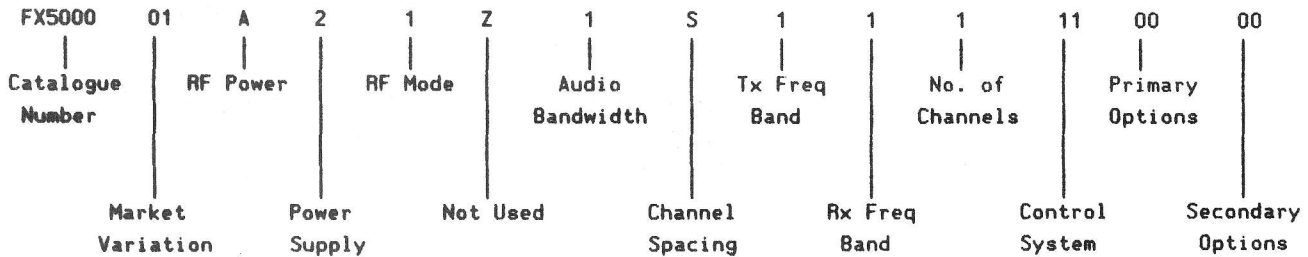 FX5000 01 A 2 1 Z 1 S 1 1 1 11 00 00
Catalogue RF Power RF Mode Audio Tx Freq No. of Primary
Number Bandwidth Band Channels Options
Market Power Not Used Channel Rx Freq Control Secondary
Variation Supply Spacing Band System Options